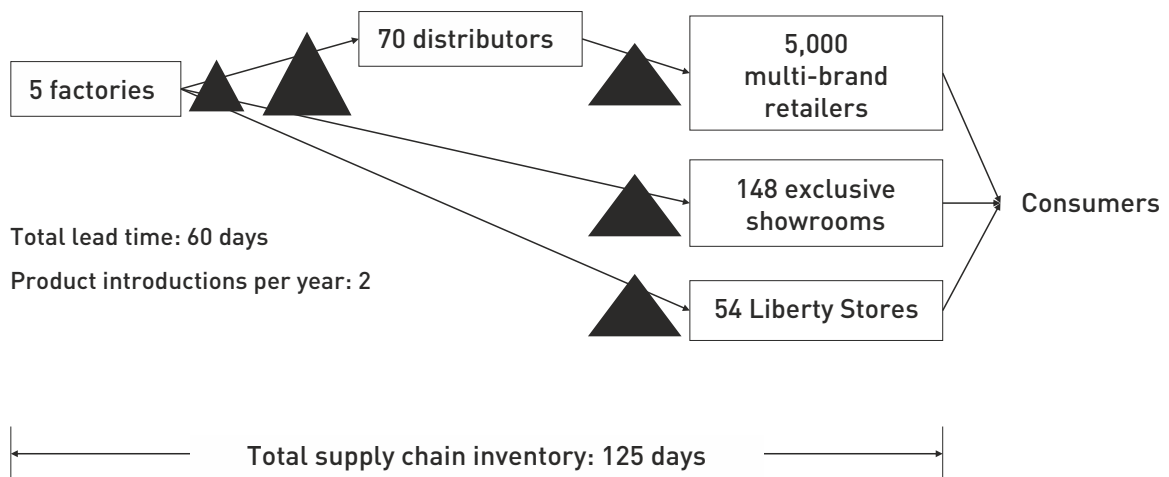 70 distributors
5,000
multi-brand
retailers
5 factories
148 exclusive
showrooms
Consumers
Total lead time: 60 days
Product introductions per year: 2
54 Liberty Stores
Total supply chain inventory: 125 days